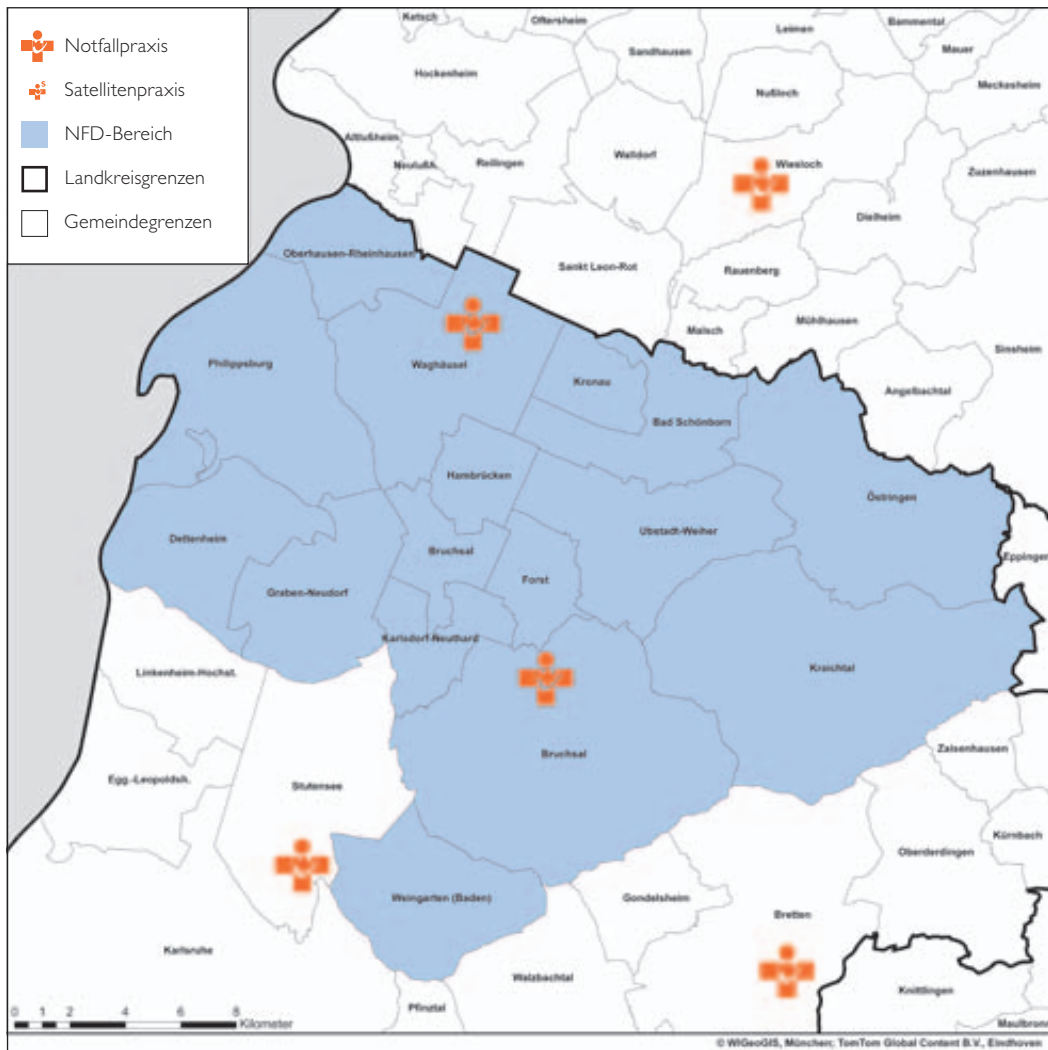 Notfallpraxis
Satellitenpraxis
NFD-Bereich
Landkreisgrenzen
Gemeindegrenzen
Ketsch
Oftersheim
Leimen
Bammental
Sandhausen
Mauer
Hockenheim
Meckesheim
Nußloch
Altlußheim
Neulußh.
Reilingen
Walldorf
Wiesloch
Zuzenhausen
Dielheim
Oberhausen-Rheinhausen
Sankt Leon-Rot
Rauenberg
Malsch
Mühlhausen
Sinsheim
Philippsburg
Waghäusel
Kronau
Angelbachtal
Bad Schönborn
Hambrücken
Östringen
Dettenheim
Ubstadt-Weiher
Bruchsal
Eppingen
Forst
Graben-Neudorf
Karlsdorf-Neuthard
Kraichtal
Linkenheim-Hochst.
Zaisenhausen
Bruchsal
Egg.-Leopoldsh.
Stutensee
Kürnbach
Oberderdingen
Weingarten (Baden)
Gondelsheim
Bretten
Karlsruhe
Walzbachtal
Knittlingen
Pfinztal
Maulbronn
0 2 4 6 8
Kilometer
© WIGeoGIS, München; TomTom Global Content B.V., Eindhoven